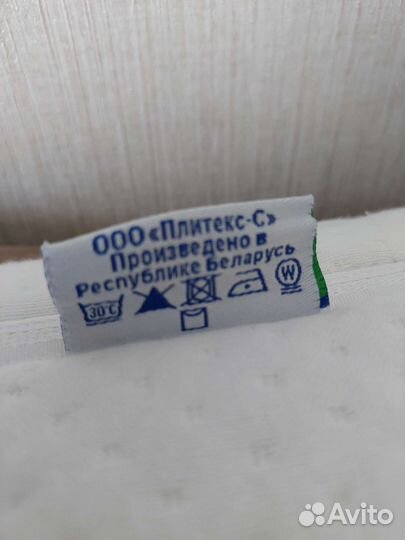 ООО «Плитекс-С»
Произведено в
Республике Беларусь
30 С
W
Avito